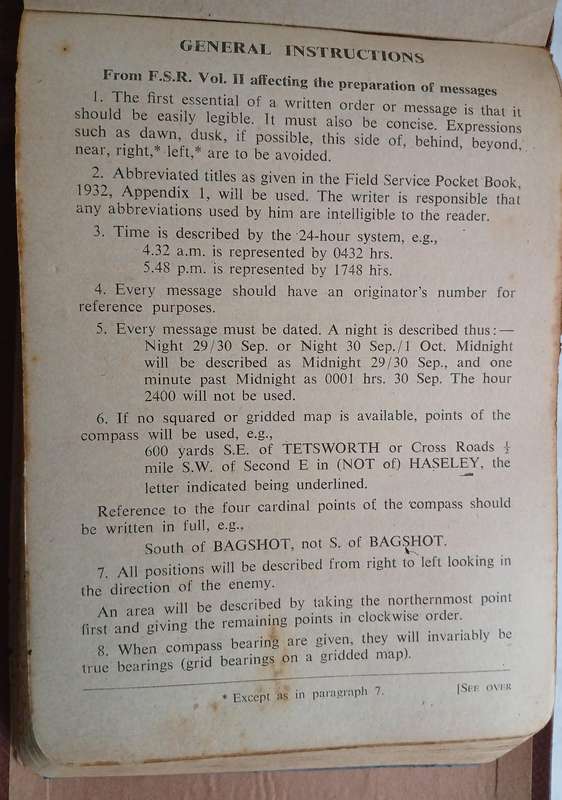 GENERAL INSTRUCTIONS
From F.S.R. Vol. II affecting the preparation of messages
1. The first essential of a written order or message is that it
should be easily legible. It must also be concise. Expressions
such as dawn, dusk, if possible, this side of, behind, beyond,
near, right,* left,* are to be avoided.
2. Abbreviated titles as given in the Field Service Pocket Book,
1932, Appendix 1, will be used. The writer is responsible that
any abbreviations used by him are intelligible to the reader.
3. Time is described by the 24-hour system, e.g.,
4.32 a.m. is represented by 0432 hrs.
5.48 p.m. is represented by 1748 hrs.
4. Every message should have an originator's number for
reference purposes.
5. Every message must be dated. A night is described thus:—
Night 29/30 Sep. or Night 30 Sep./1 Oct. Midnight
will be described as Midnight 29/30 Sep., and one
minute past Midnight as 0001 hrs. 30 Sep. The hour
2400 will not be used.
6. If no squared or gridded map is available, points of the
compass will be used, e.g.,
600 yards S.E. of TETSWORTH or Cross Roads ½
mile S.W. of Second E in (NOT of) HASELEY, the
letter indicated being underlined.
Reference to the four cardinal points of the compass should
be written in full, e.g.,
South of BAGSHOT, not S. of BAGSHOT.
7. All positions will be described from right to left looking in
the direction of the enemy.
An area will be described by taking the northernmost point
first and giving the remaining points in clockwise order.
8. When compass bearing are given, they will invariably be
true bearings (grid bearings on a gridded map).
* Except as in paragraph 7.
[SEE OVER